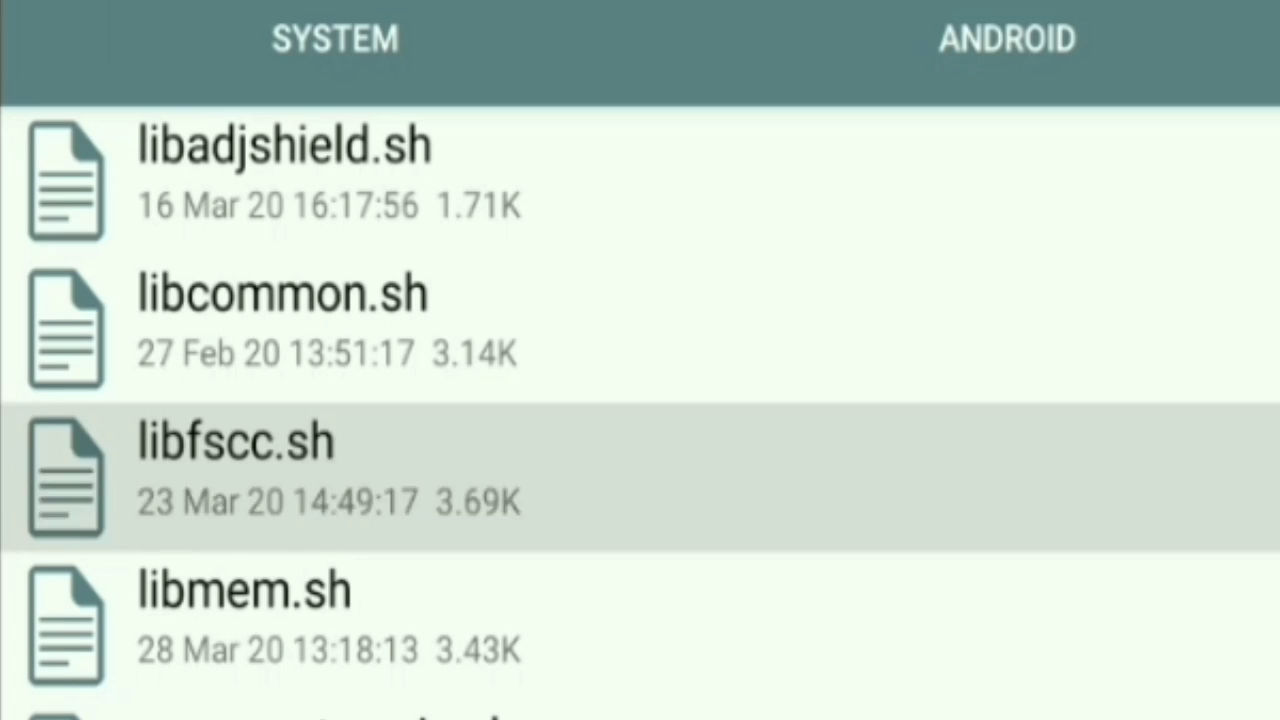 SYSTEM
ANDROID
libadjshield.sh
16 Mar 20 16:17:56 1.71K
libcommon.sh
27 Feb 20 13:51:17 3.14K
libfscc.sh
23 Mar 20 14:49:17 3.69K
libmem.sh
28 Mar 20 13:18:13 3.43K